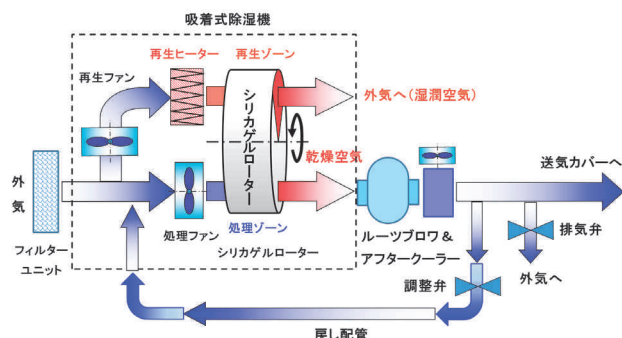 吸着式除湿機
再生ヒーター
再生ゾーン
再生ファン
シリカゲルローター
外気へ(湿潤空気)
乾燥空気
送気カバーへ
外気
処理ファン
処理ゾーン
シリカゲルローター
フィルター
ユニット
ルーツブロワ&
アフタークーラー
排気弁
調整弁
外気へ
戻し配管